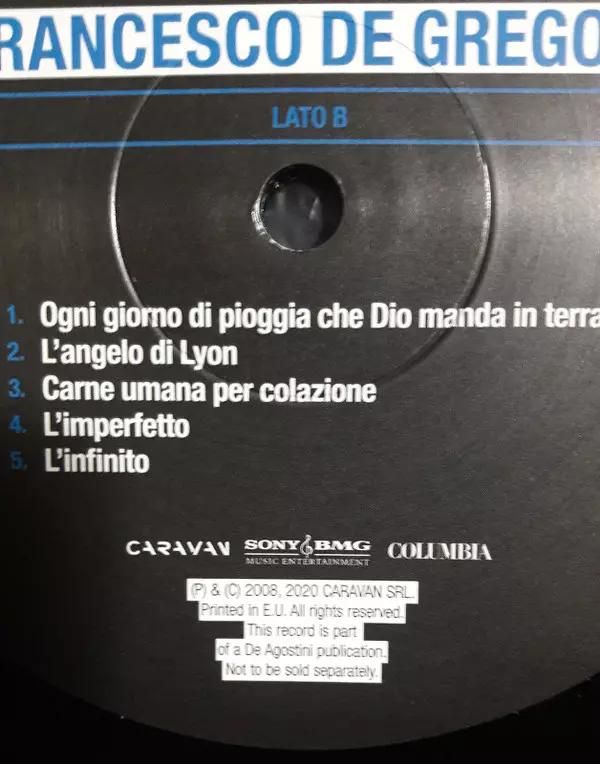 RANCESCO DE GREGO
LATO B
1. Ogni giorno di pioggia che Dio manda in terra
2. L'angelo di Lyon
3. Carne umana per colazione
4. L'imperfetto
5. L'infinito
CARAVAN SONY BMG MUSIC ENTERTAINMENT COLUMBIA
(P) & (C) 2008, 2020 CARAVAN SRL.
Printed in E.U. All rights reserved.
This record is part
of a De Agostini publication.
Not to be sold separately.